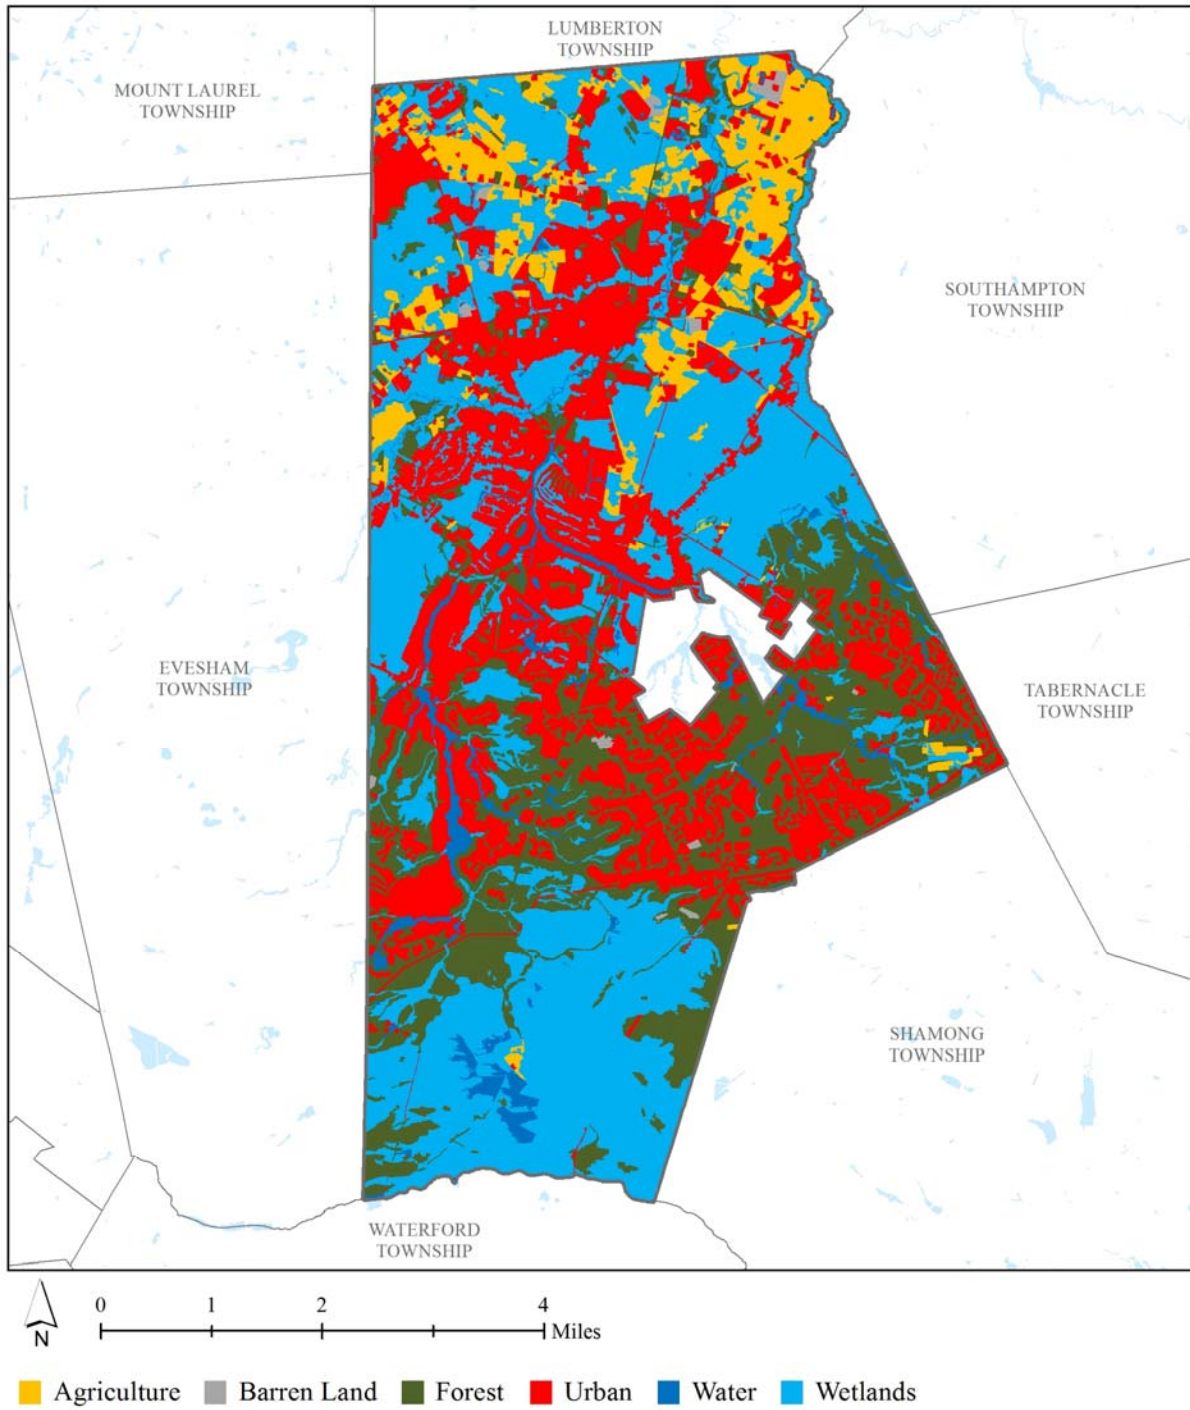 LUMBERTON
TOWNSHIP
MOUNT LAUREL
TOWNSHIP
SOUTHAMPTON
TOWNSHIP
EVESHAM
TOWNSHIP
TABERNACLE
TOWNSHIP
SHAMONG
TOWNSHIP
WATERFORD
TOWNSHIP
N
0 1 2 4
Miles
Agriculture Barren Land Forest Urban Water Wetlands